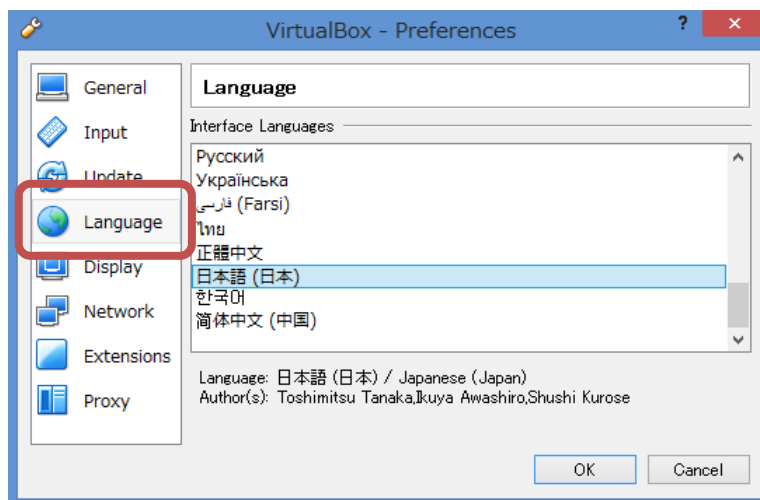 VirtualBox - Preferences
?
General
Input
Update
Language
Display
Network
Extensions
Proxy
Language
Interface Languages
Русский
Українська
فارسی (Farsi)
ไทย
正體中文
日本語 (日本)
한국어
简体中文 (中国)
Language: 日本語 (日本) / Japanese (Japan)
Author(s): Toshimitsu Tanaka,Ikuya Awashiro,Shushi Kurose
OK
Cancel